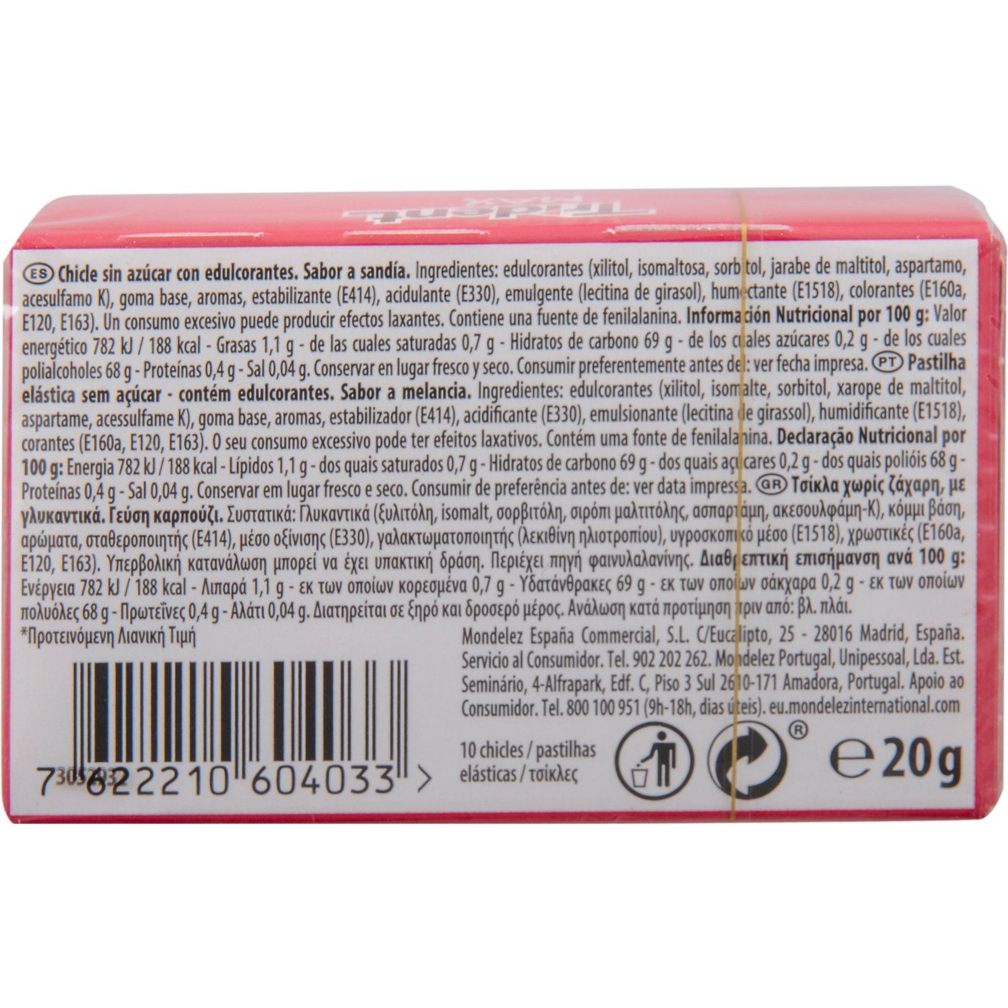 Trident
MAX
ES Chicle sin azúcar con edulcorantes. Sabor a sandía. Ingredientes: edulcorantes (xilitol, isomaltosa, sorbitol, jarabe de maltitol, aspartamo,
acesulfamo K), goma base, aromas, estabilizante (E414), acidulante (E330), emulgente (lecitina de girasol), humectante (E1518), colorantes (E160a,
E120, E163). Un consumo excesivo puede producir efectos laxantes. Contiene una fuente de fenilalanina. Información Nutricional por 100 g: Valor
energético 782 kJ / 188 kcal - Grasas 1,1 g - de las cuales saturadas 0,7 g - Hidratos de carbono 69 g - de los cuales azúcares 0,2 g - de los cuales
polialcoholes 68 g - Proteínas 0,4 g - Sal 0,04 g. Conservar en lugar fresco y seco. Consumir preferentemente antes del: ver fecha impresa. PT Pastilha
elástica sem açúcar - contém edulcorantes. Sabor a melancia. Ingredientes: edulcorantes (xilitol, isomalte, sorbitol, xarope de maltitol,
aspartame, acessulfame K), goma base, aromas, estabilizador (E414), acidificante (E330), emulsionante (lecitina de girassol), humidificante (E1518),
corantes (E160a, E120, E163). O seu consumo excessivo pode ter efeitos laxativos. Contém uma fonte de fenilalanina. Declaração Nutricional por
100 g: Energia 782 kJ / 188 kcal - Lípidos 1,1 g - dos quais saturados 0,7 g - Hidratos de carbono 69 g - dos quais açúcares 0,2 g - dos quais polióis 68 g -
Proteínas 0,4 g - Sal 0,04 g. Conservar em lugar fresco e seco. Consumir de preferência antes de: ver data impressa. GR Τσίκλα χωρίς ζάχαρη, με
γλυκαντικά. Γεύση καρπούζι. Συστατικά: Γλυκαντικά (ξυλιτόλη, isomalt, σορβιτόλη, σιρόπι μαλτιτόλης, ασπαρτάμη, ακεσουλφάμη-Κ), κόμμι βάση,
αρώματα, σταθεροποιητής (E414), μέσο οξίνισης (E330), γαλακτωματοποιητής (λεκιθίνη ηλιοτροπίου), υγροσκοπικό μέσο (E1518), χρωστικές (E160a,
E120, E163). Υπερβολική κατανάλωση μπορεί να έχει υπακτική δράση. Περιέχει πηγή φαινυλαλανίνης. Διαθρεπτική επισήμανση ανά 100 g:
Ενέργεια 782 kJ / 188 kcal - Λιπαρά 1,1 g - εκ των οποίων κορεσμένα 0,7 g - Υδατάνθρακες 69 g - εκ των οποίων σάκχαρα 0,2 g - εκ των οποίων
πολυόλες 68 g - Πρωτεΐνες 0,4 g - Αλάτι 0,04 g. Διατηρείται σε ξηρό και δροσερό μέρος. Ανάλωση κατά προτίμηση πριν από: βλ. πλάι.
*Προτεινόμενη Λιανική Τιμή
Mondelez España Commercial, S.L. C/Eucalipto, 25 - 28016 Madrid, España.
Servicio al Consumidor. Tel. 902 202 262. Mondelez Portugal, Unipessoal, Lda. Est.
Seminário, 4-Alfrapark, Edf. C, Piso 3 Sul 2610-171 Amadora, Portugal. Apoio ao
Consumidor. Tel. 800 100 951 (9h-18h, dias úteis). eu.mondelezinternational.com
10 chicles / pastilhas
elásticas / τσίκλες
®
℮ 20 g
7 622210 604033 >